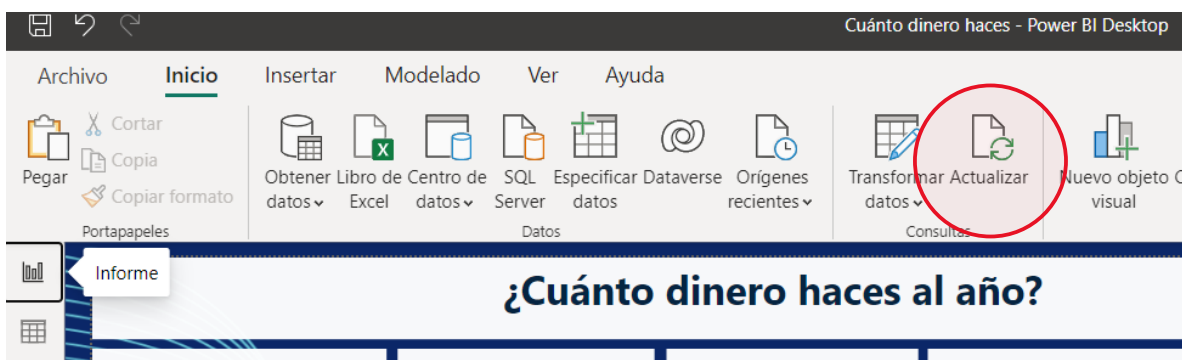 Cuánto dinero haces - Power BI Desktop
Archivo Inicio Insertar Modelado Ver Ayuda
Pegar
Cortar
Copia
Copiar formato
Portapapeles
Obtener datos
Libro de Excel
Centro de datos
SQL Server
Especificar datos
Dataverse
Orígenes recientes
Datos
Transformar datos
Actualizar
Consultas
Nuevo objeto visual
Informe
¿Cuánto dinero haces al año?